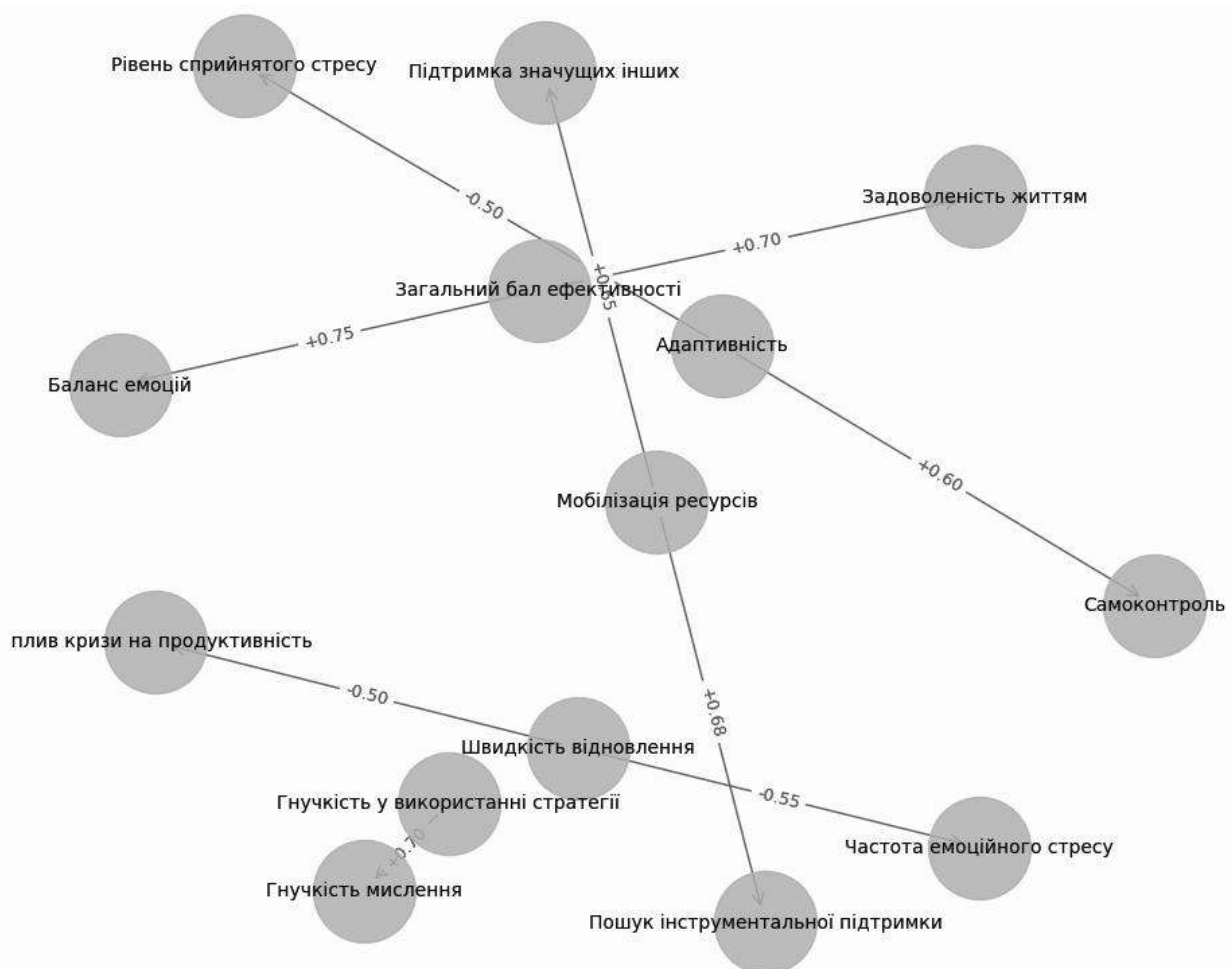 Рівень сприйнятого стресу
Підтримка значущих інших
Задоволеність життям
-0.50
+0.70
Загальний бал ефективності
+0.75
Адаптивність
Баланс емоцій
+0.60
Мобілізація ресурсів
Самоконтроль
плив кризи на продуктивність
-0.50
+0.68
Швидкість відновлення
-0.55
Гнучкість у використанні стратегії
+0.70
Частота емоційного стресу
Гнучкість мислення
Пошук інструментальної підтримки